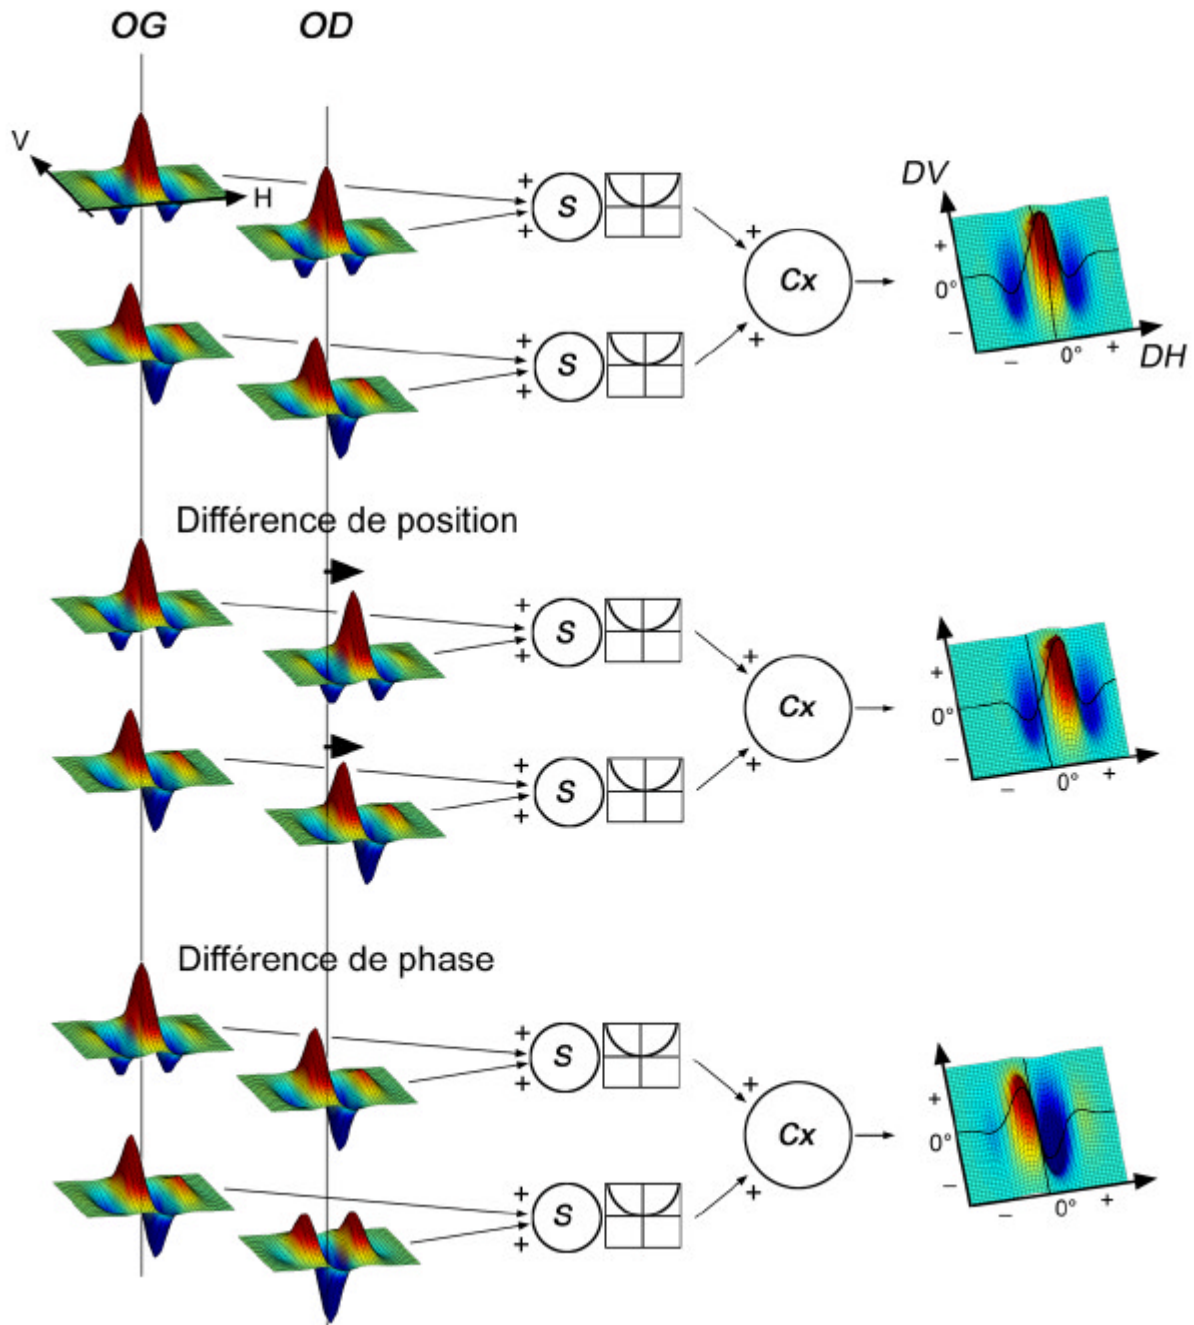 OG OD
V
H
+ S
+
+
Cx
+
DV
+
0°
–
– 0° +
DH
+ S
+
Différence de position
+ S
+
+
Cx
+
+
0°
–
– 0° +
+ S
+
Différence de phase
+ S
+
+
Cx
+
+
0°
–
– 0° +
+ S
+